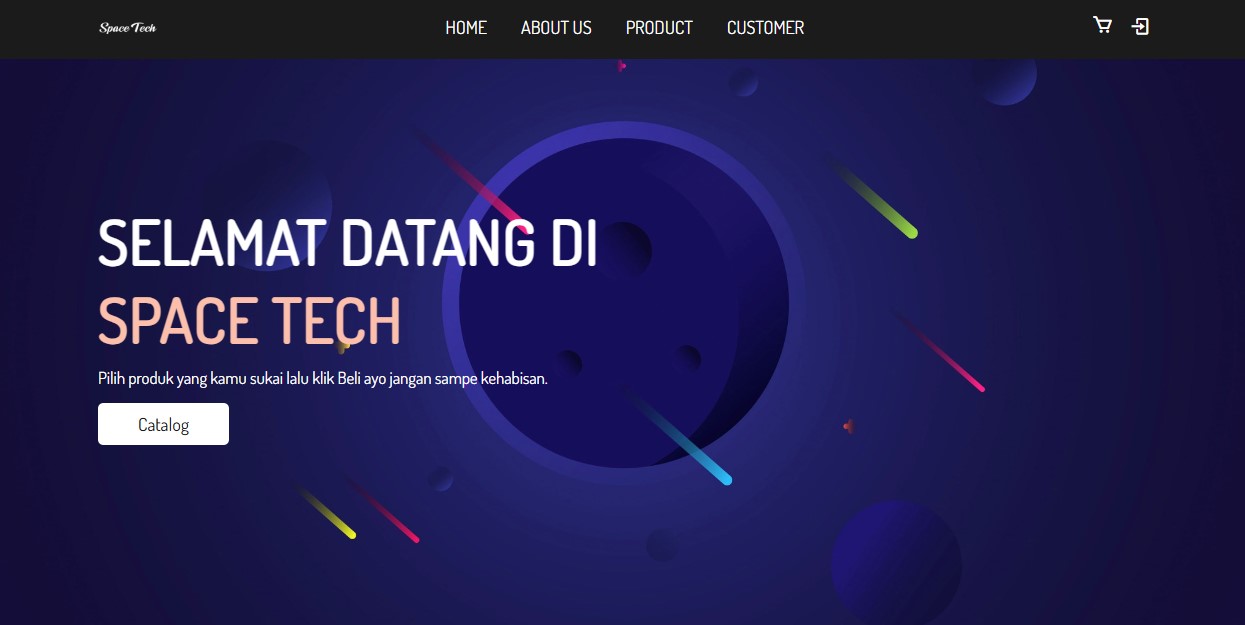 Space Tech
HOME
ABOUT US
PRODUCT
CUSTOMER
SELAMAT DATANG DI
SPACE TECH
Pilih produk yang kamu sukai lalu klik Beli ayo jangan sampe kehabisan.
Catalog